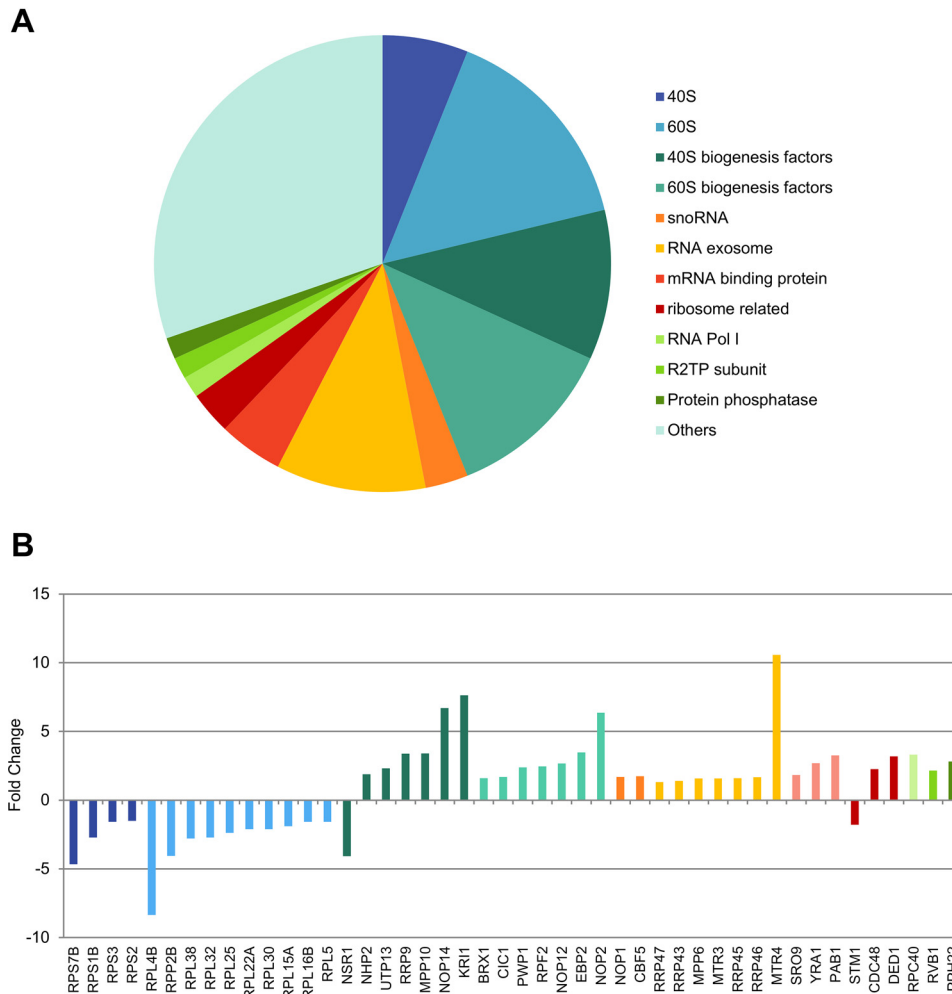 A
40S
60S
40S biogenesis factors
60S biogenesis factors
snoRNA
RNA exosome
mRNA binding protein
ribosome related
RNA Pol I
R2TP subunit
Protein phosphatase
Others
B
Fold Change
15
10
5
0
-5
-10
RPS7B
RPS1B
RPS3
RPS2
RPL4B
RPP2B
RPL38
RPL32
RPL25
RPL22A
RPL30
RPL15A
RPL16B
RPL5
NSR1
NHP2
UTP13
RRP9
MPP10
NOP14
KRI1
BRX1
CIC1
PWP1
RPF2
NOP12
EBP2
NOP2
NOP1
CBF5
RRP47
RRP43
MPP6
MTR3
RRP45
RRP46
MTR4
SRO9
YRA1
PAB1
STM1
CDC48
DED1
RPC40
RVB1